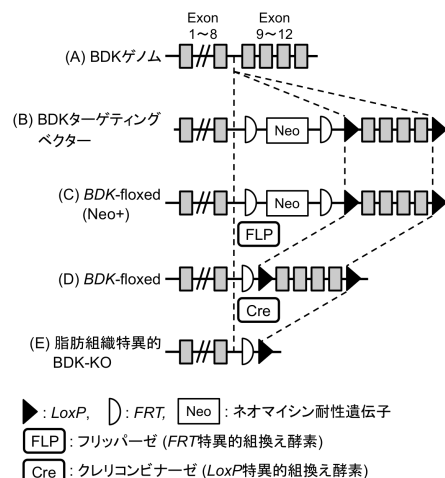 Exon
1〜8
Exon
9〜12
(A) BDKゲノム
(B) BDKターゲティング
ベクター
Neo
(C) BDK-floxed
(Neo+)
Neo
FLP
(D) BDK-floxed
Cre
(E) 脂肪組織特異的
BDK-KO
: LoxP, : FRT, Neo : ネオマイシン耐性遺伝子
FLP : フリッパーゼ (FRT特異的組換え酵素)
Cre : クレリコンビナーゼ (LoxP特異的組換え酵素)